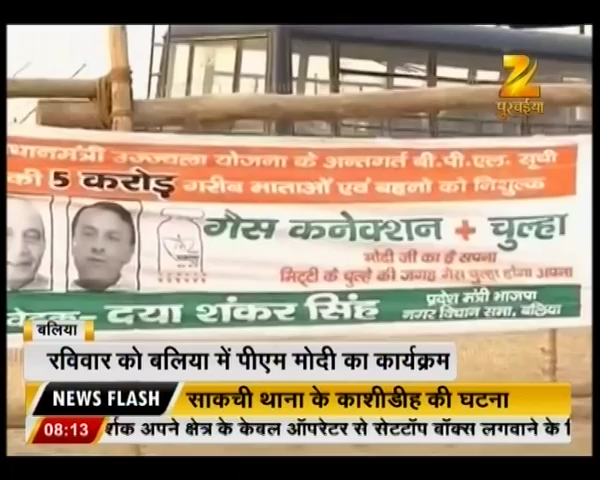 पुरवईया
धानमंत्री उज्ज्वला योजना के अन्तर्गत बी.पी.एल. सूची
की 5 करोड़ गरीब माताओं एवं बहनो को निशुल्क
गैस कनेक्शन + चुल्हा
मोदी जी का है सपना
मिट्टी के चुल्हे की जगह गैस चुल्हा होगा अपना
वेदक- दया शंकर सिंह
प्रदेश मंत्री भाजपा
नगर विधान सभा, बलिया
बलिया
रविवार को बलिया में पीएम मोदी का कार्यक्रम
NEWS FLASH साकची थाना के काशीडीह की घटना
08:13 र्शक अपने क्षेत्र के केबल ऑपरेटर से सेटटॉप बॉक्स लगवाने के